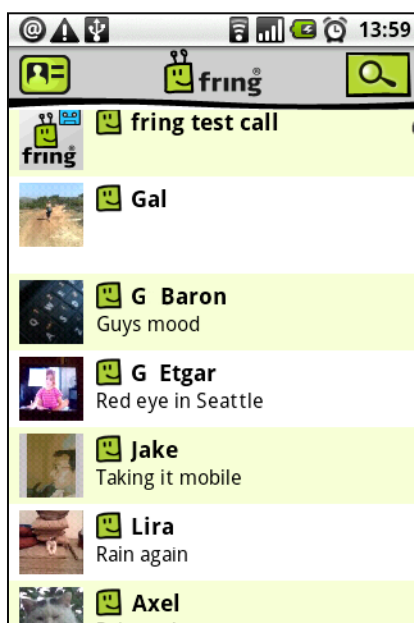 13:59
fring®
fring
fring test call
Gal
G Baron
Guys mood
G Etgar
Red eye in Seattle
Jake
Taking it mobile
Lira
Rain again
Axel